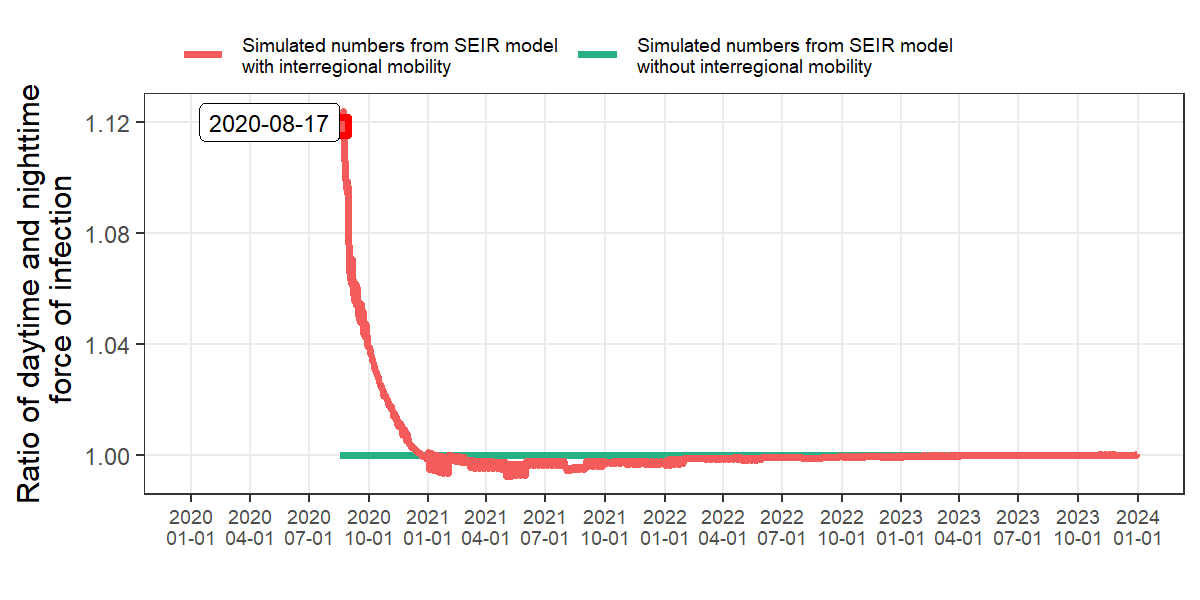 Simulated numbers from SEIR model
with interregional mobility
Simulated numbers from SEIR model
without interregional mobility
Ratio of daytime and nighttime
force of infection
1.12
1.08
1.04
1.00
2020-08-17
2020 2020 2020 2020 2021 2021 2021 2021 2022 2022 2022 2022 2023 2023 2023 2023 2024
01-01 04-01 07-01 10-01 01-01 04-01 07-01 10-01 01-01 04-01 07-01 10-01 01-01 04-01 07-01 10-01 01-01